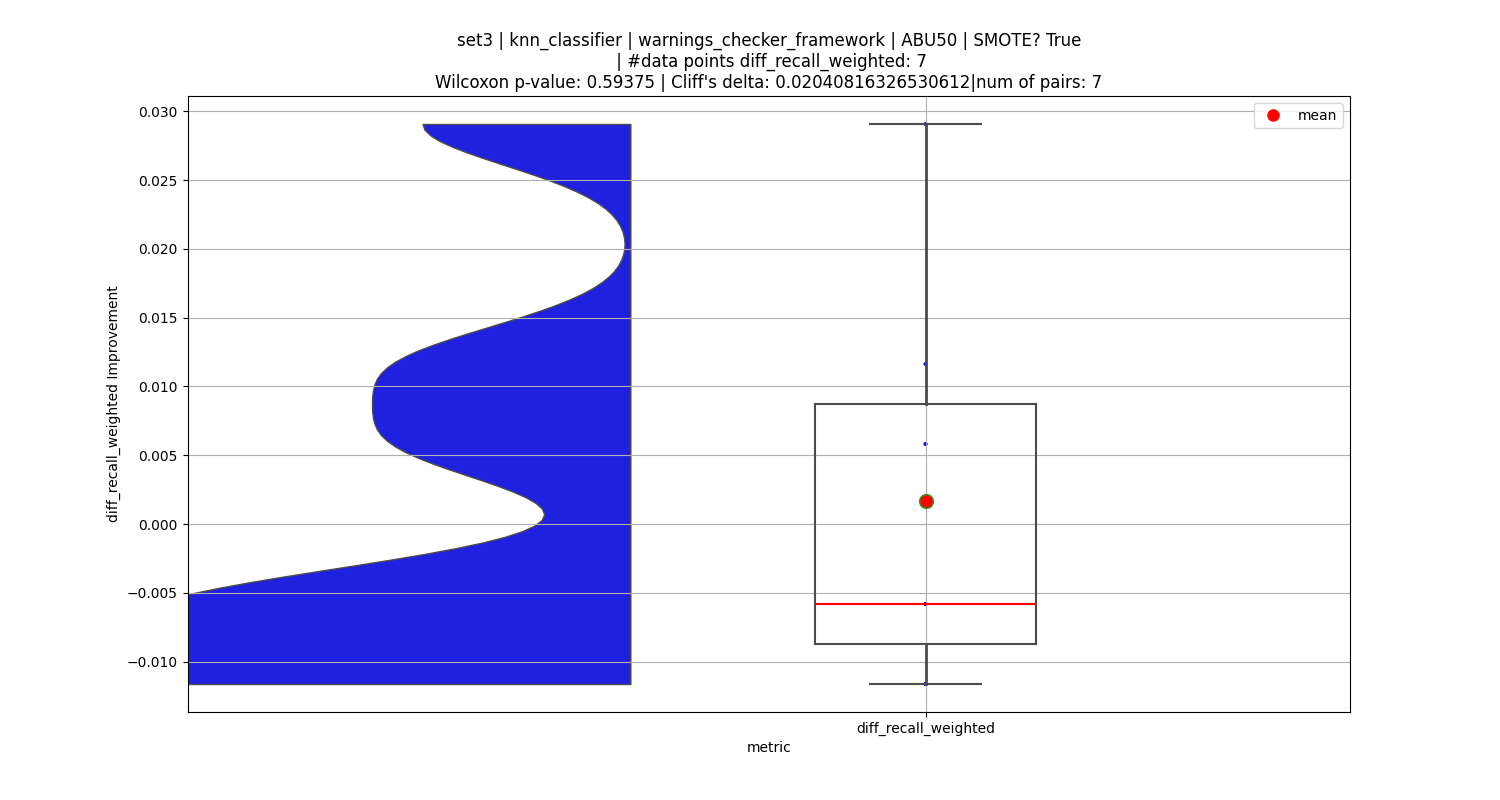 set3 | knn_classifier | warnings_checker_framework | ABU50 | SMOTE? True
| #data points diff_recall_weighted: 7
Wilcoxon p-value: 0.59375 | Cliff's delta: 0.02040816326530612|num of pairs: 7
mean
0.030
0.025
0.020
0.015
0.010
0.005
0.000
−0.005
−0.010
diff_recall_weighted Improvement
diff_recall_weighted
metric